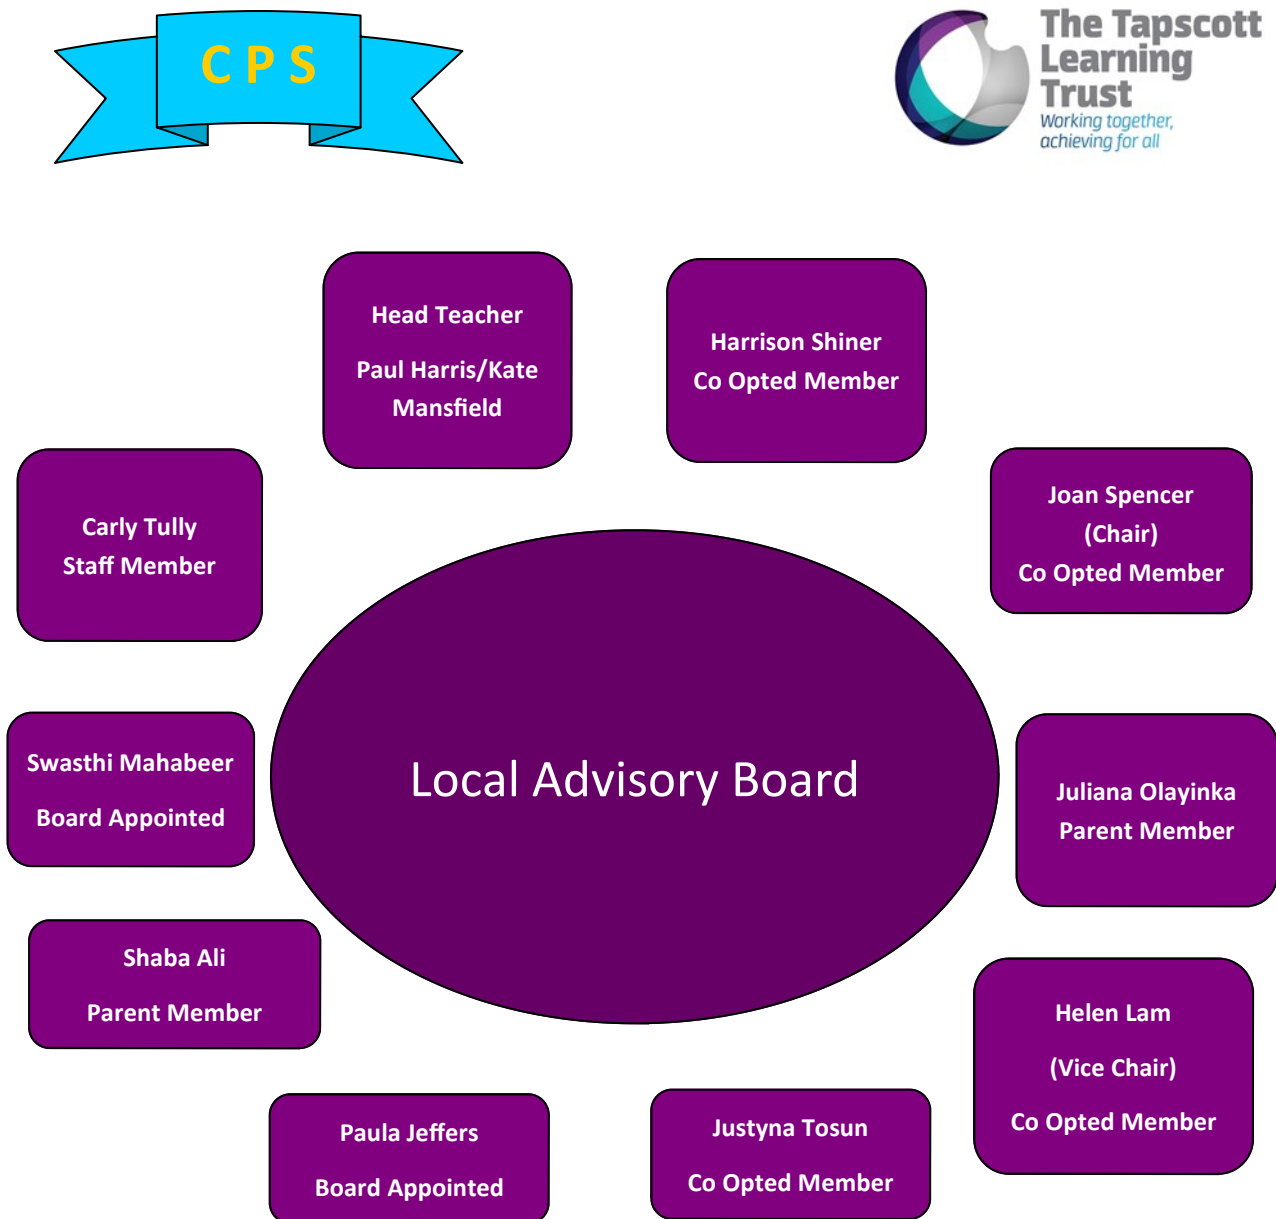 C P S
The Tapscott
Learning
Trust
Working together,
achieving for all
Head Teacher
Paul Harris/Kate
Mansfield
Harrison Shiner
Co Opted Member
Joan Spencer
(Chair)
Co Opted Member
Carly Tully
Staff Member
Swasthi Mahabeer
Board Appointed
Local Advisory Board
Juliana Olayinka
Parent Member
Shaba Ali
Parent Member
Helen Lam
(Vice Chair)
Co Opted Member
Paula Jeffers
Board Appointed
Justyna Tosun
Co Opted Member